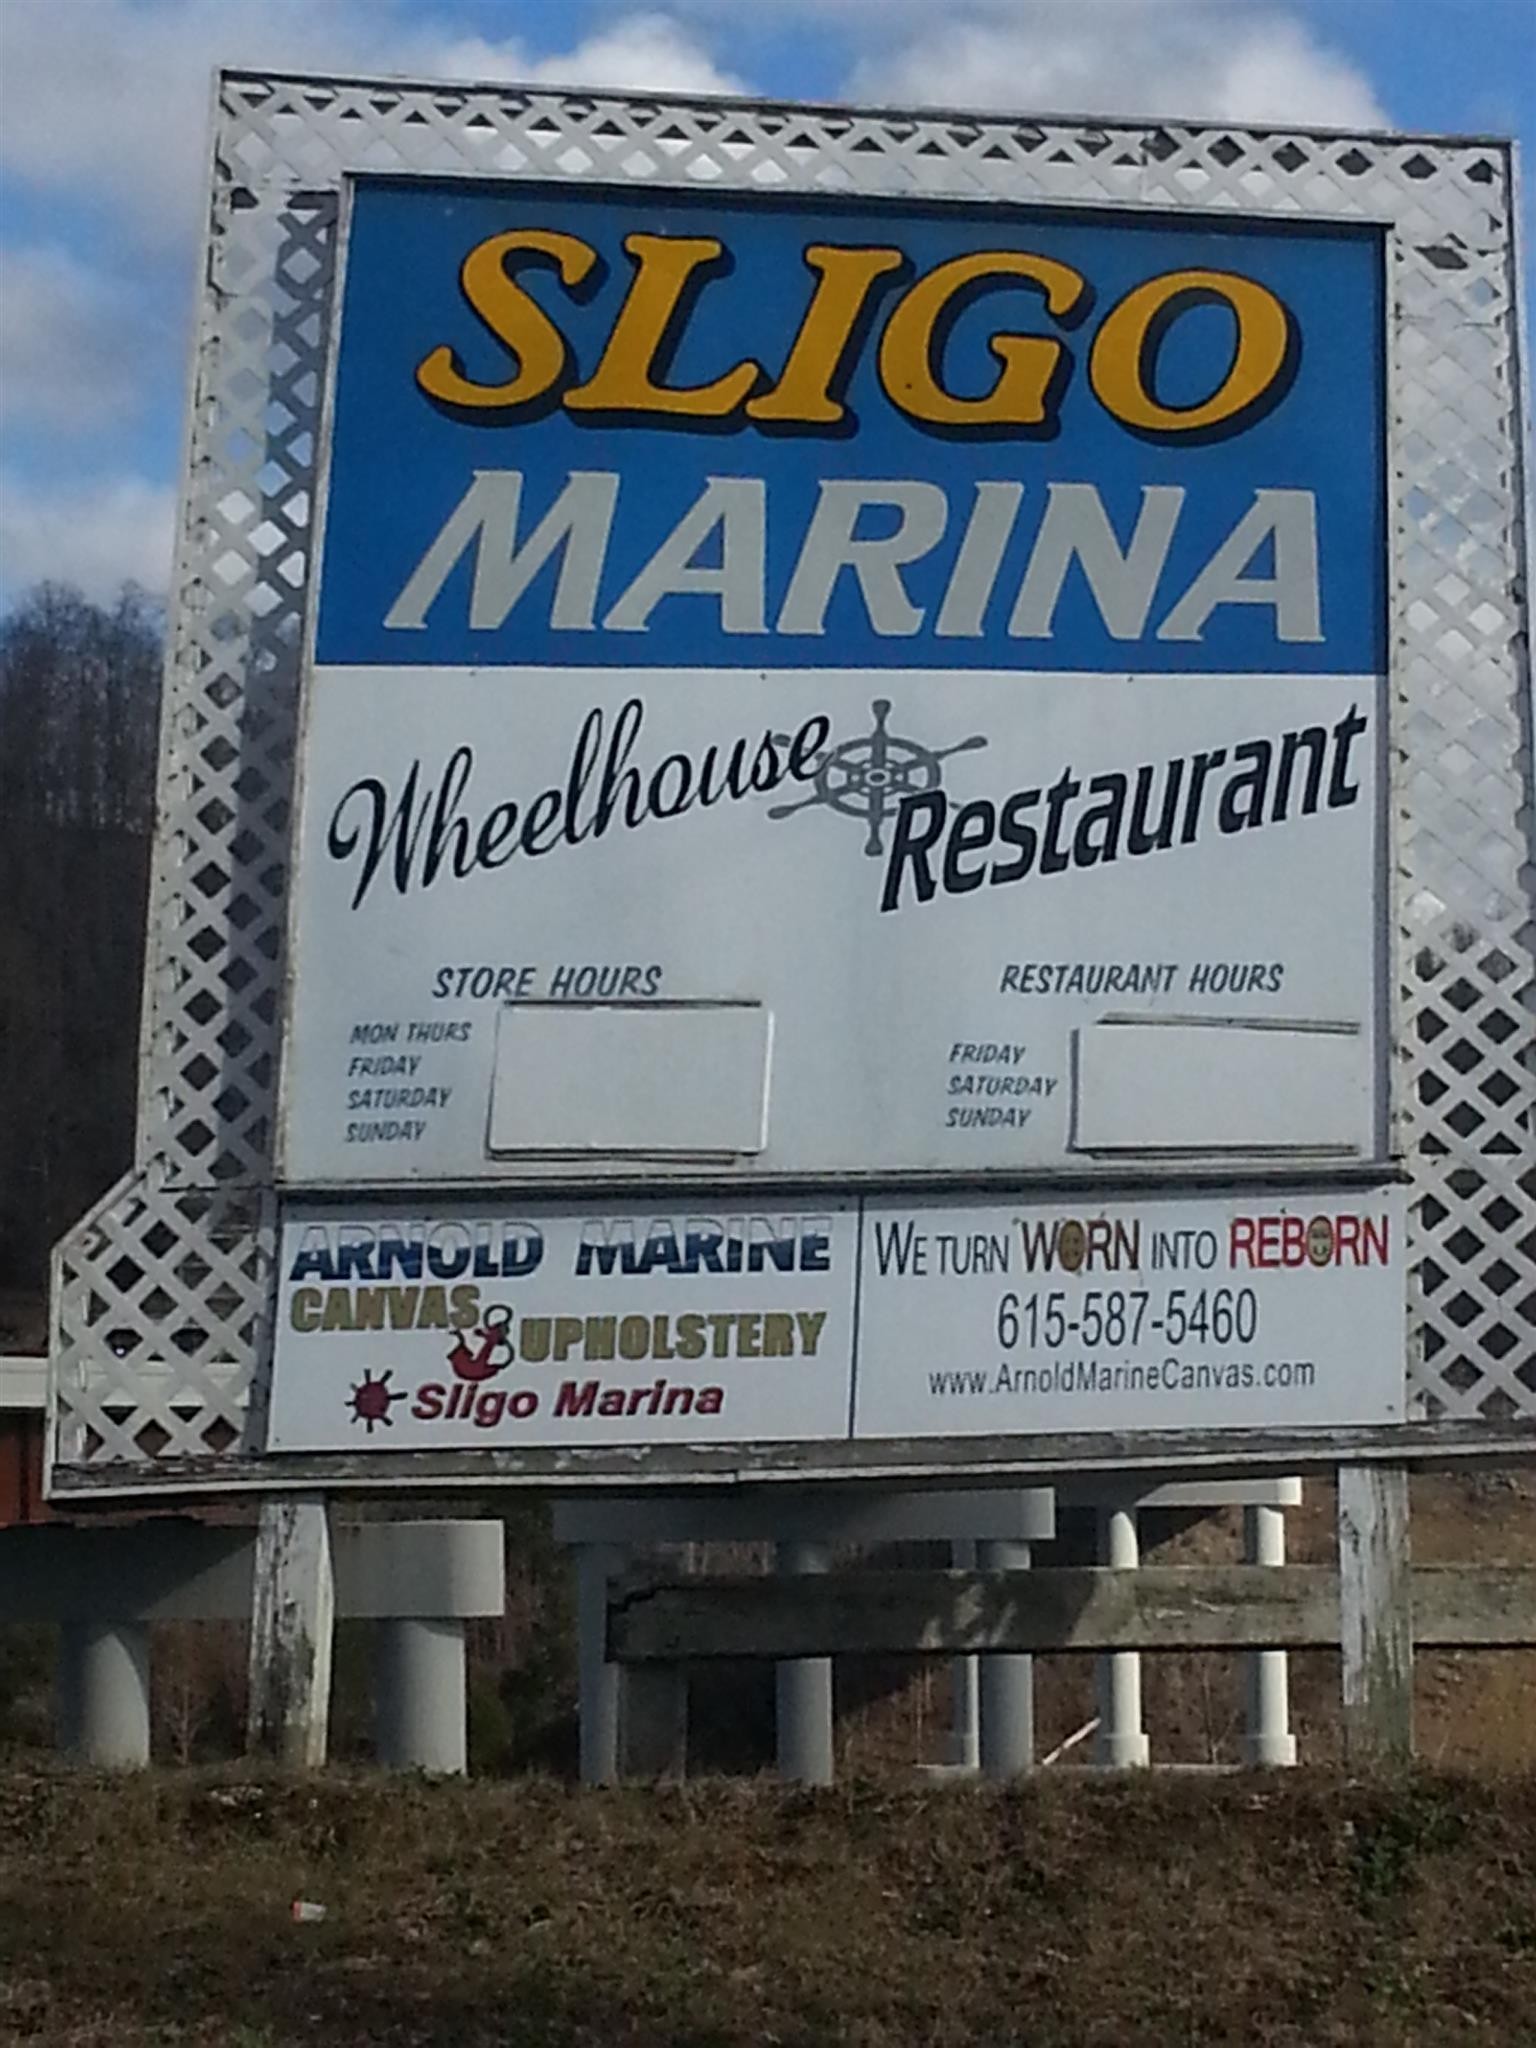 SLIGO
MARINA
Wheelhouse Restaurant
STORE HOURS
MON THURS
FRIDAY
SATURDAY
SUNDAY
RESTAURANT HOURS
FRIDAY
SATURDAY
SUNDAY
ARNOLD MARINE
CANVAS & UPHOLSTERY
Sligo Marina
WE TURN WORN INTO REBORN
615-587-5460
www.ArnoldMarineCanvas.com